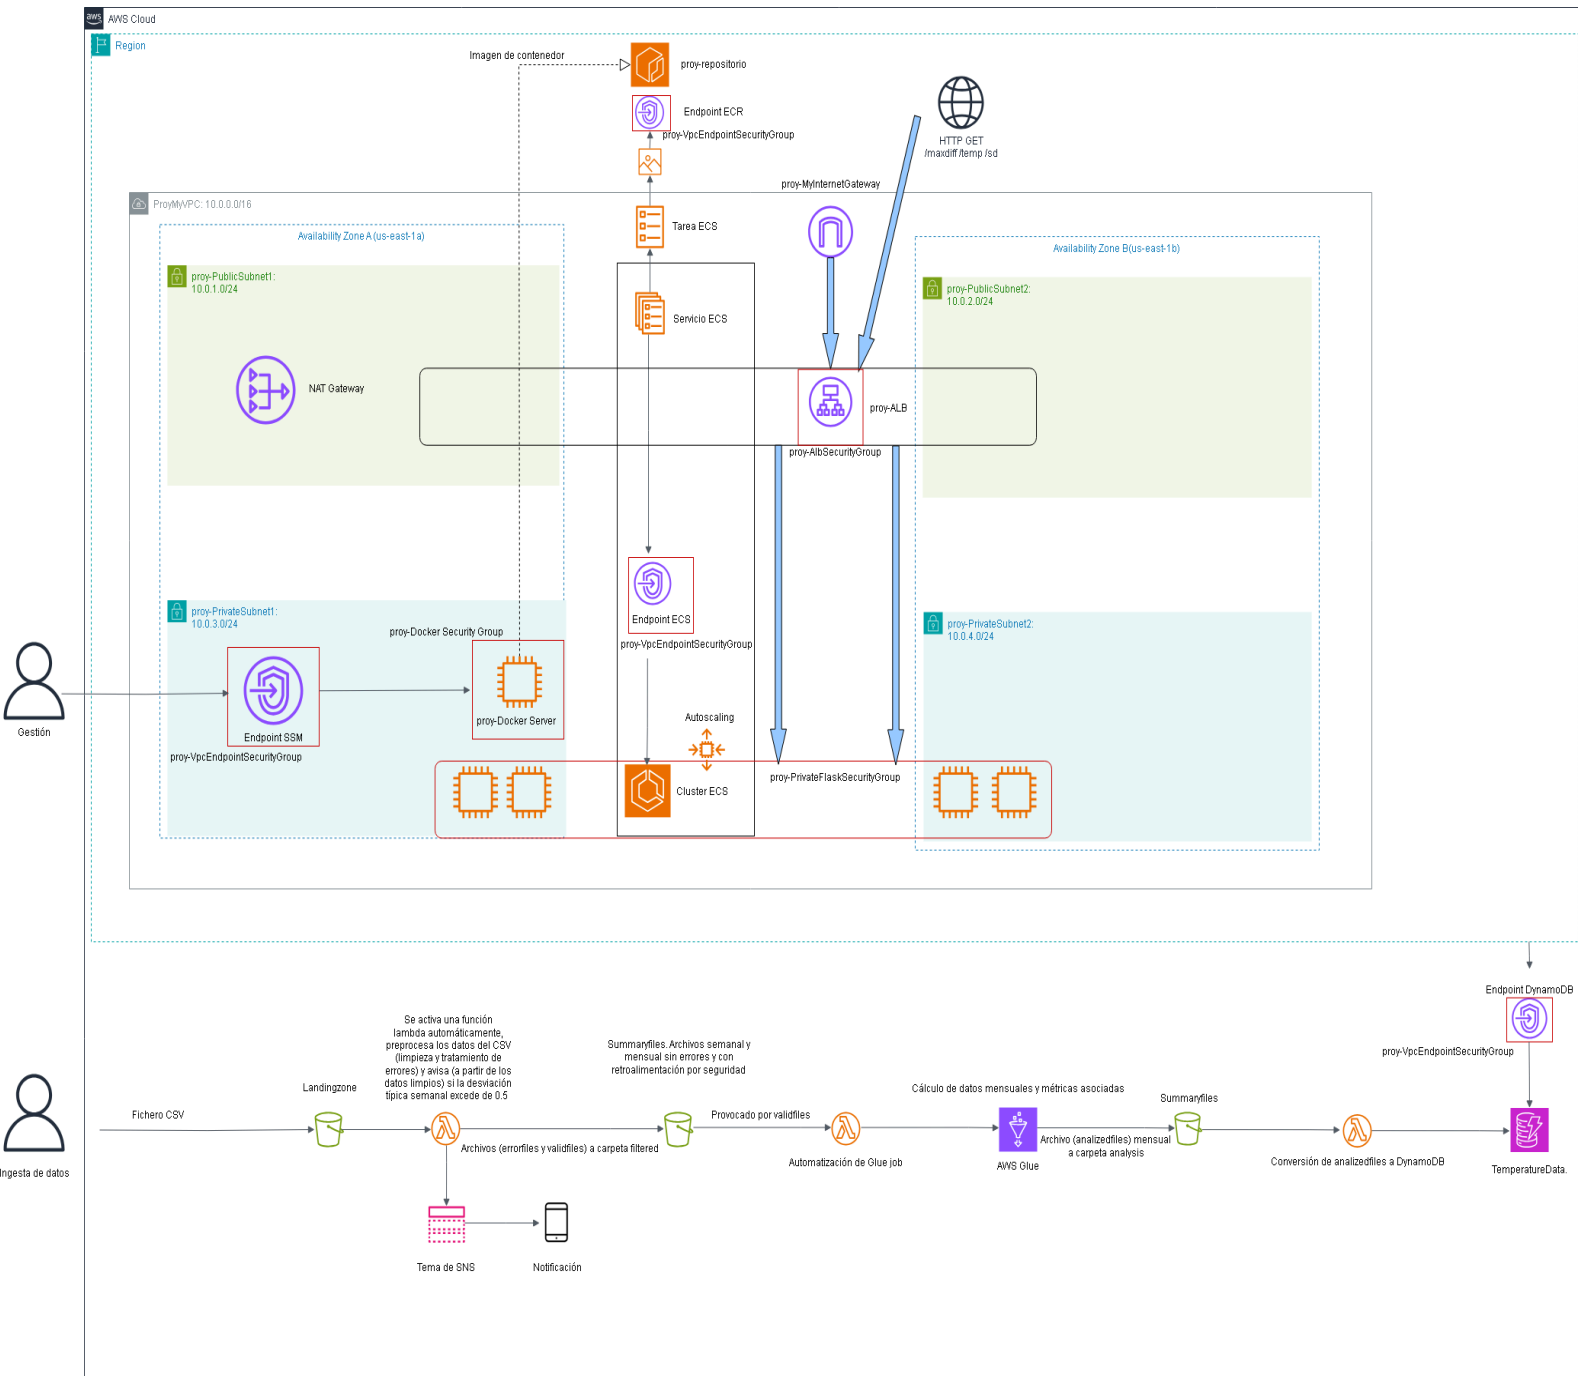 aws
AWS Cloud
Region
Imagen de contenedor
proy-repositorio
Endpoint ECR
proy-VpcEndpointSecurityGroup
HTTP GET
/maxdiff /temp /sd
proy-MyInternetGateway
ProyMyVPC: 10.0.0.0/16
Tarea ECS
Availability Zone A (us-east-1a)
Availability Zone B(us-east-1b)
proy-PublicSubnet1:
10.0.1.0/24
proy-PublicSubnet2:
10.0.2.0/24
Servicio ECS
NAT Gateway
proy-ALB
proy-AlbSecurityGroup
proy-PrivateSubnet1:
10.0.3.0/24
Endpoint ECS
proy-VpcEndpointSecurityGroup
proy-PrivateSubnet2:
10.0.4.0/24
proy-Docker Security Group
proy-Docker Server
Endpoint SSM
proy-VpcEndpointSecurityGroup
Gestión
Autoscaling
proy-PrivateFlaskSecurityGroup
Cluster ECS
Endpoint DynamoDB
proy-VpcEndpointSecurityGroup
Se activa una función
lambda automáticamente,
preprocesa los datos del CSV
(limpieza y tratamiento de
errores) y avisa (a partir de los
datos limpios) si la desviación
típica semanal excede de 0.5
Summaryfiles. Archivos semanal y
mensual sin errores y con
retroalimentación por seguridad
Landingzone
Cálculo de datos mensuales y métricas asociadas
Summaryfiles
Fichero CSV
Provocado por validfiles
Archivos (errorfiles y validfiles) a carpeta filtered
Automatización de Glue job
AWS Glue
Archivo (analizedfiles) mensual
a carpeta analysis
Conversión de analizedfiles a DynamoDB
TemperatureData.
Ingesta de datos
Tema de SNS
Notificación